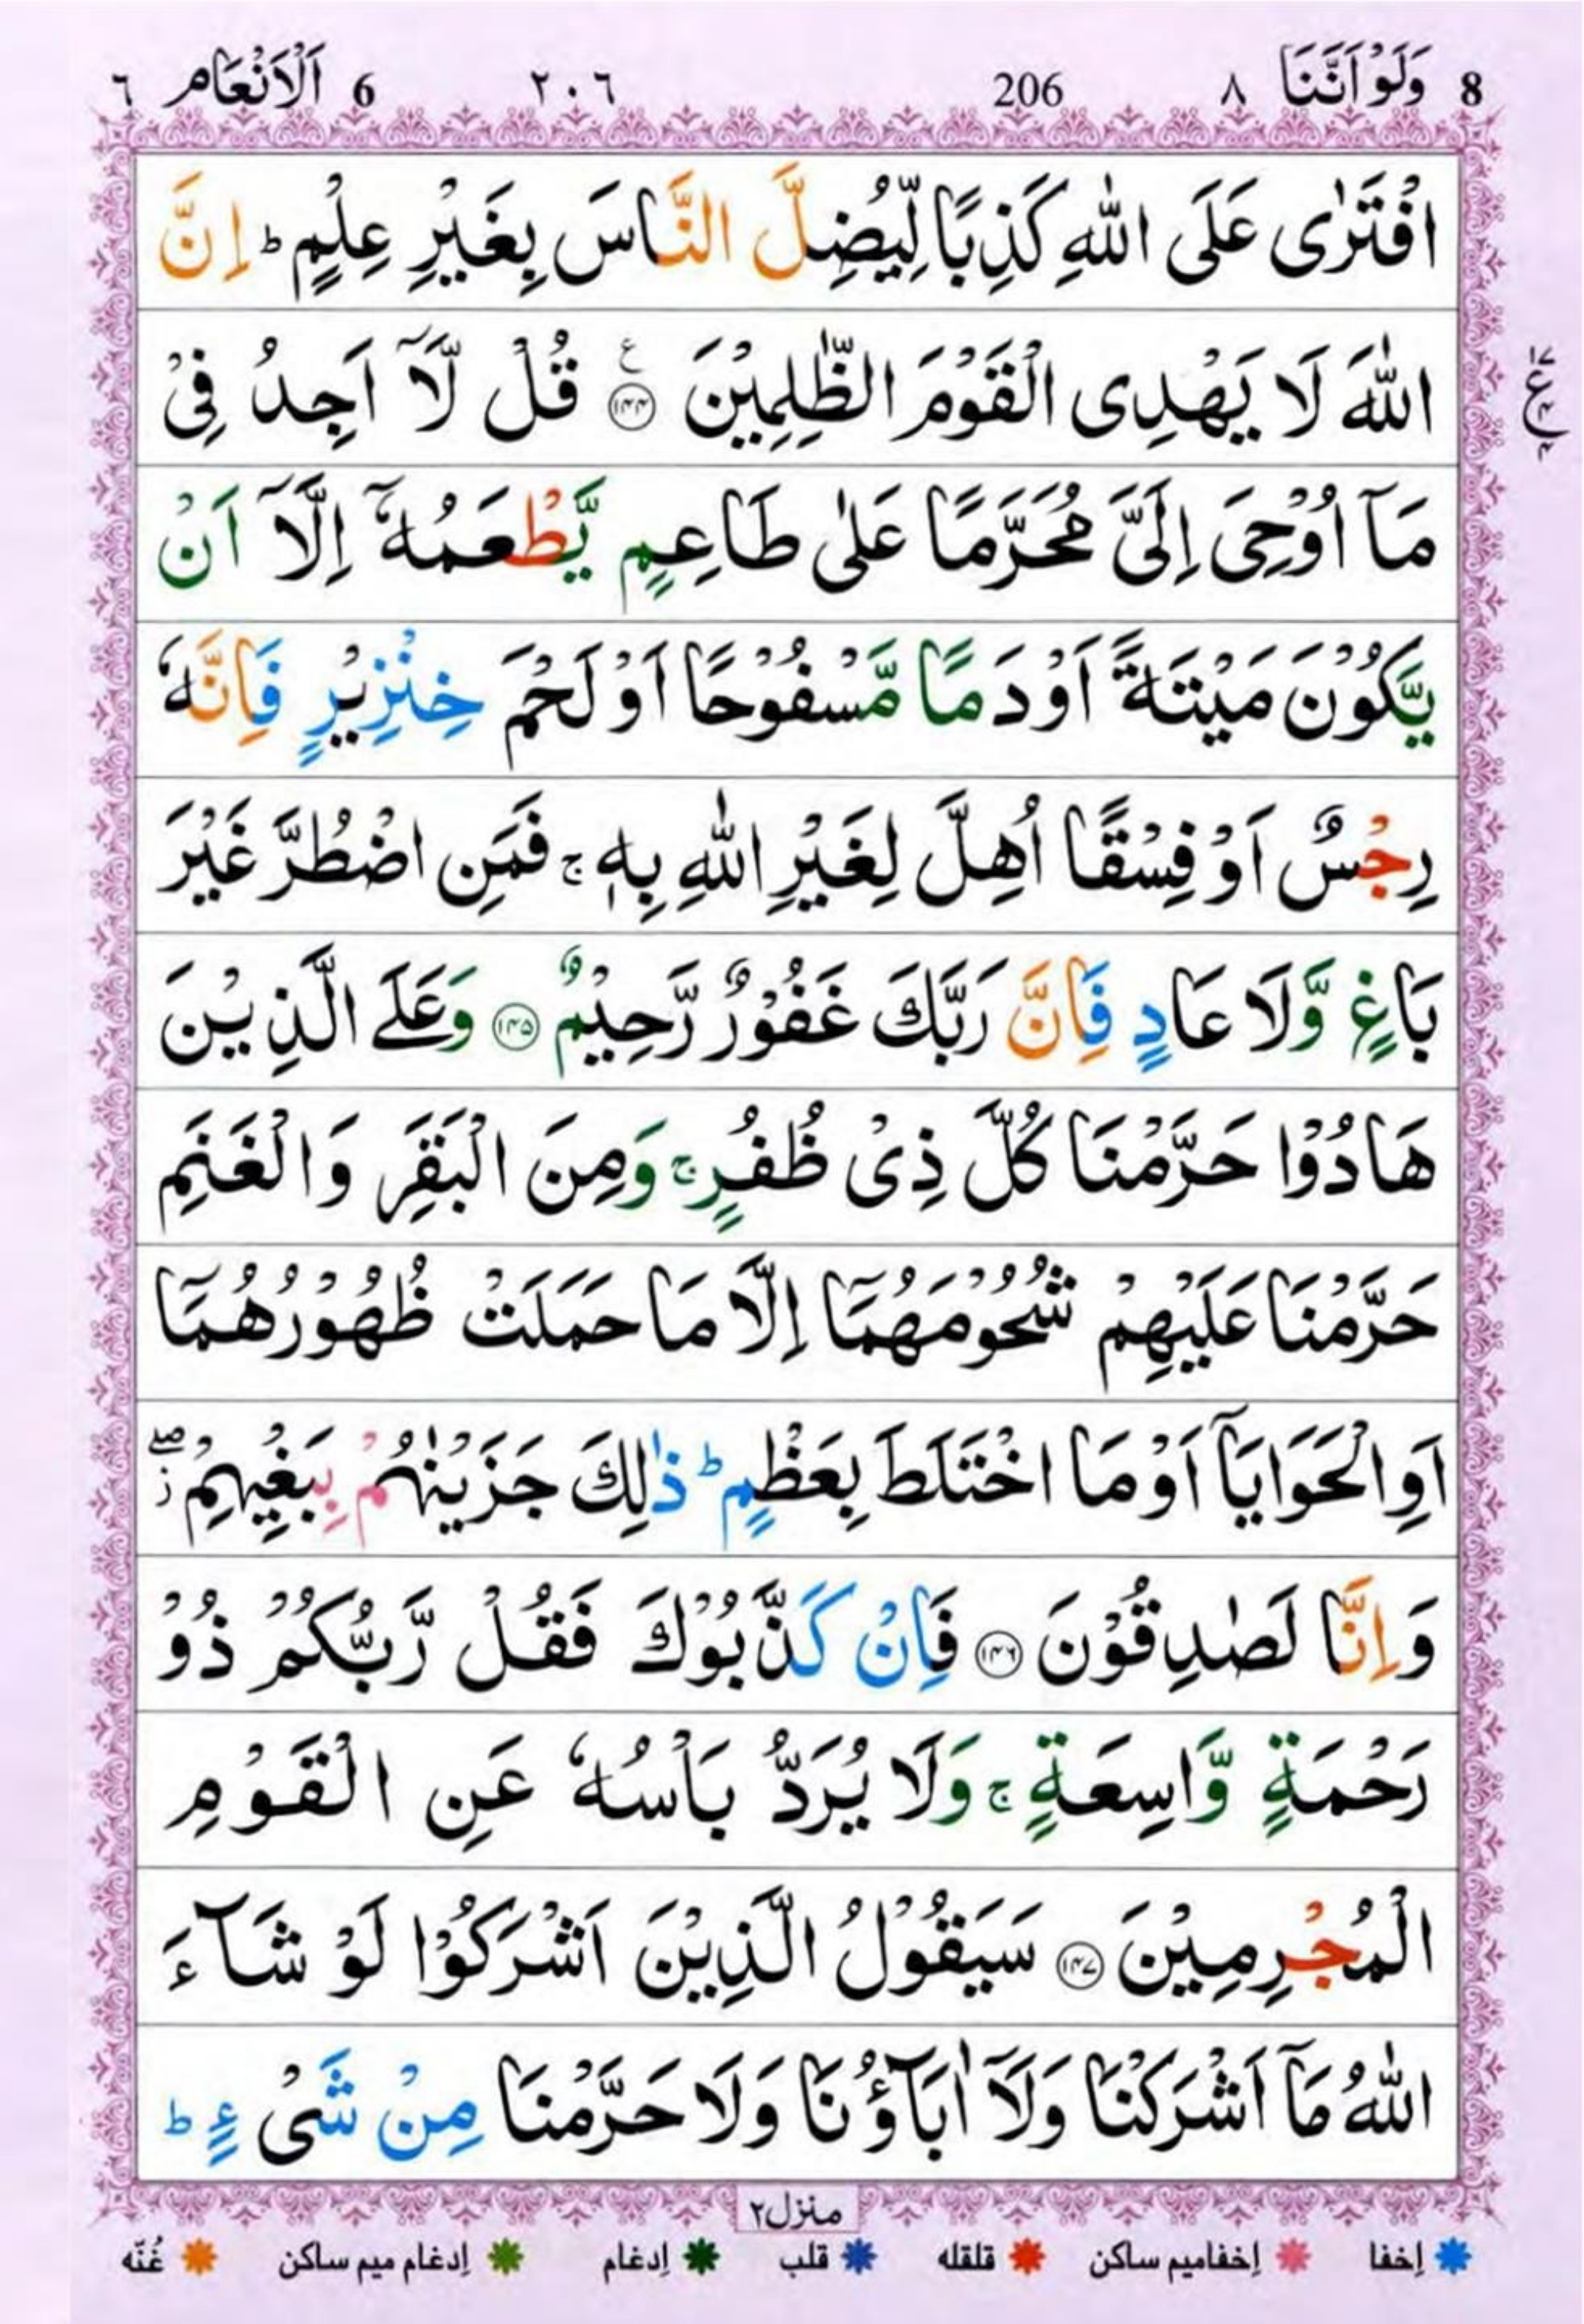 8 وَلَوْ اَنَّنَا ٨ 206 ٢٠٦ 6 اَلْاَنْعَام ٦
افْتَرٰى عَلَى اللّٰهِ كَذِبًا لِّيُضِلَّ النَّاسَ بِغَيْرِ عِلْمٍ ؕ اِنَّ
اللّٰهَ لَا يَهْدِى الْقَوْمَ الظّٰلِمِيْنَ ۧ ﴿۱۴۴﴾ قُلْ لَّاۤ اَجِدُ فِىْ
مَاۤ اُوْحِىَ اِلَىَّ مُحَرَّمًا عَلٰى طَاعِمٍ يَّطْعَمُهٗۤ اِلَّاۤ اَنْ
يَّكُوْنَ مَيْتَةً اَوْ دَمًا مَّسْفُوْحًا اَوْ لَحْمَ خِنْزِيْرٍ فَاِنَّهٗ
رِجْسٌ اَوْ فِسْقًا اُهِلَّ لِغَيْرِ اللّٰهِ بِهٖ ۚ فَمَنِ اضْطُرَّ غَيْرَ
بَاغٍ وَّلَا عَادٍ فَاِنَّ رَبَّكَ غَفُوْرٌ رَّحِيْمٌ ﴿۱۴۵﴾ وَعَلَى الَّذِيْنَ
هَادُوْا حَرَّمْنَا كُلَّ ذِىْ ظُفُرٍ ۚ وَمِنَ الْبَقَرِ وَالْغَنَمِ
حَرَّمْنَا عَلَيْهِمْ شُحُوْمَهُمَاۤ اِلَّا مَا حَمَلَتْ ظُهُوْرُهُمَاۤ
اَوِ الْحَوَايَاۤ اَوْ مَا اخْتَلَطَ بِعَظْمٍ ؕ ذٰلِكَ جَزَيْنٰهُمْ بِبَغْيِهِمْ ۖ ز
وَاِنَّا لَصٰدِقُوْنَ ﴿۱۴۶﴾ فَاِنْ كَذَّبُوْكَ فَقُلْ رَّبُّكُمْ ذُوْ
رَحْمَةٍ وَّاسِعَةٍ ۚ وَلَا يُرَدُّ بَاْسُهٗ عَنِ الْقَوْمِ
الْمُجْرِمِيْنَ ﴿۱۴۷﴾ سَيَقُوْلُ الَّذِيْنَ اَشْرَكُوْا لَوْ شَآءَ
اللّٰهُ مَاۤ اَشْرَكْنَا وَلَاۤ اٰبَآؤُنَا وَلَا حَرَّمْنَا مِنْ شَىْءٍ ؕ
منزل٢
إخفا إخفاميم ساكن قلقله قلب إدغام إدغام ميم ساكن غُنّه